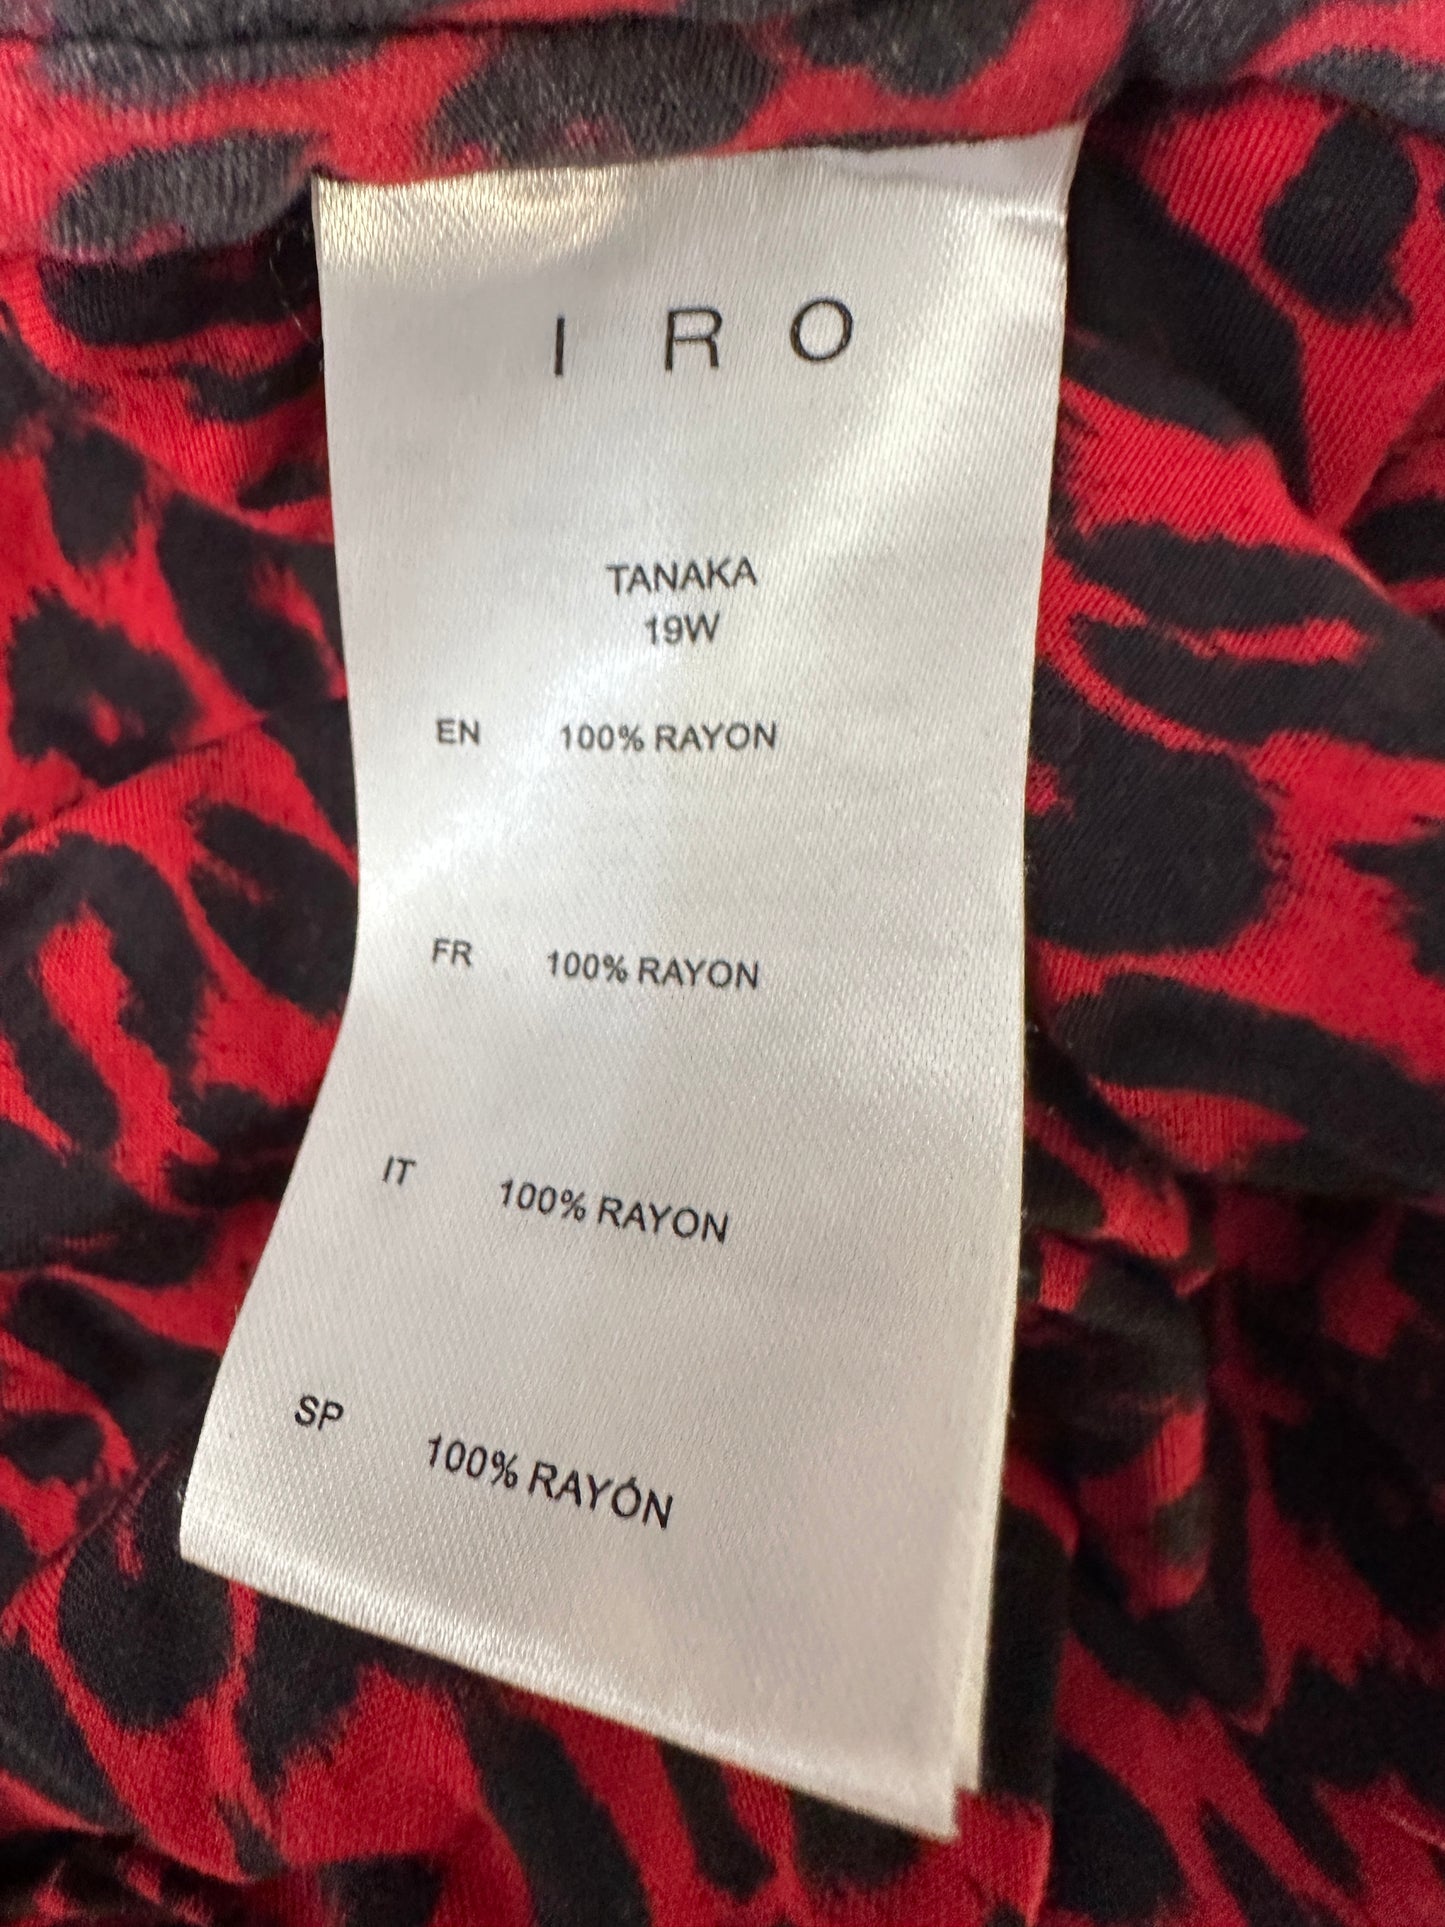 I R O
TANAKA
19W
EN 100% RAYON
FR 100% RAYON
IT 100% RAYON
SP 100% RAYÓN